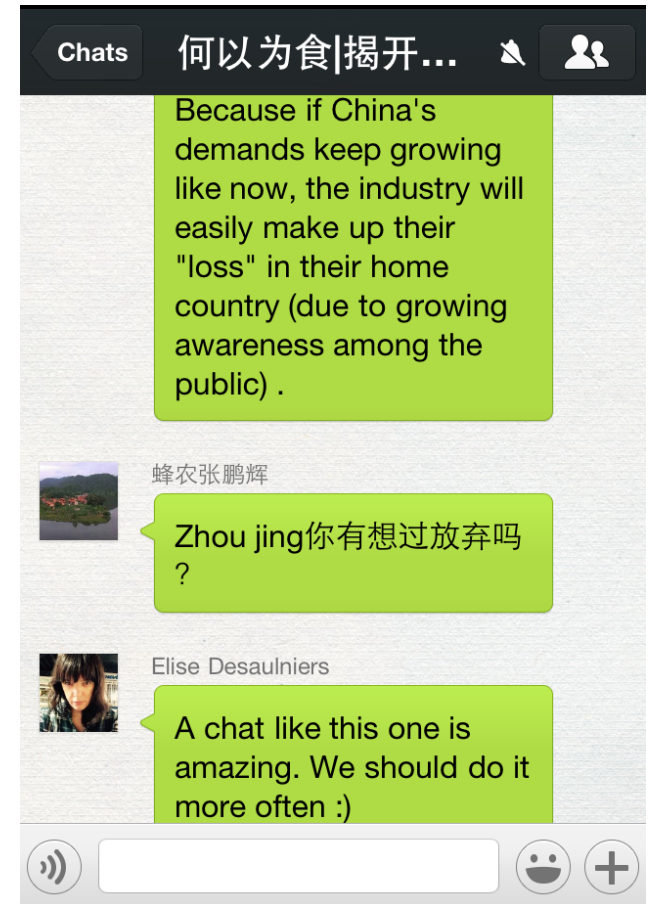 Chats
何以为食|揭开...
Because if China's
demands keep growing
like now, the industry will
easily make up their
"loss" in their home
country (due to growing
awareness among the
public) .
蜂农张鹏辉
Zhou jing你有想过放弃吗
?
Elise Desaulniers
A chat like this one is
amazing. We should do it
more often :)